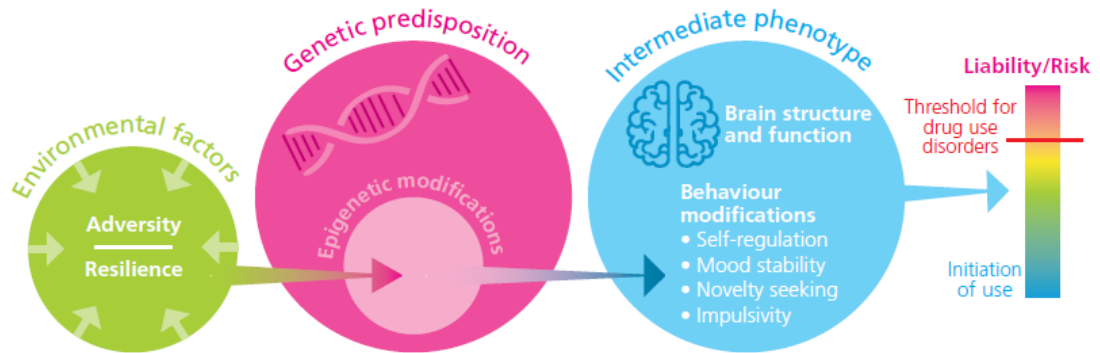 Environmental factors
Adversity
Resilience
Genetic predisposition
Epigenetic modifications
Intermediate phenotype
Brain structure
and function
Behaviour
modifications
• Self-regulation
• Mood stability
• Novelty seeking
• Impulsivity
Liability/Risk
Threshold for
drug use
disorders
Initiation
of use